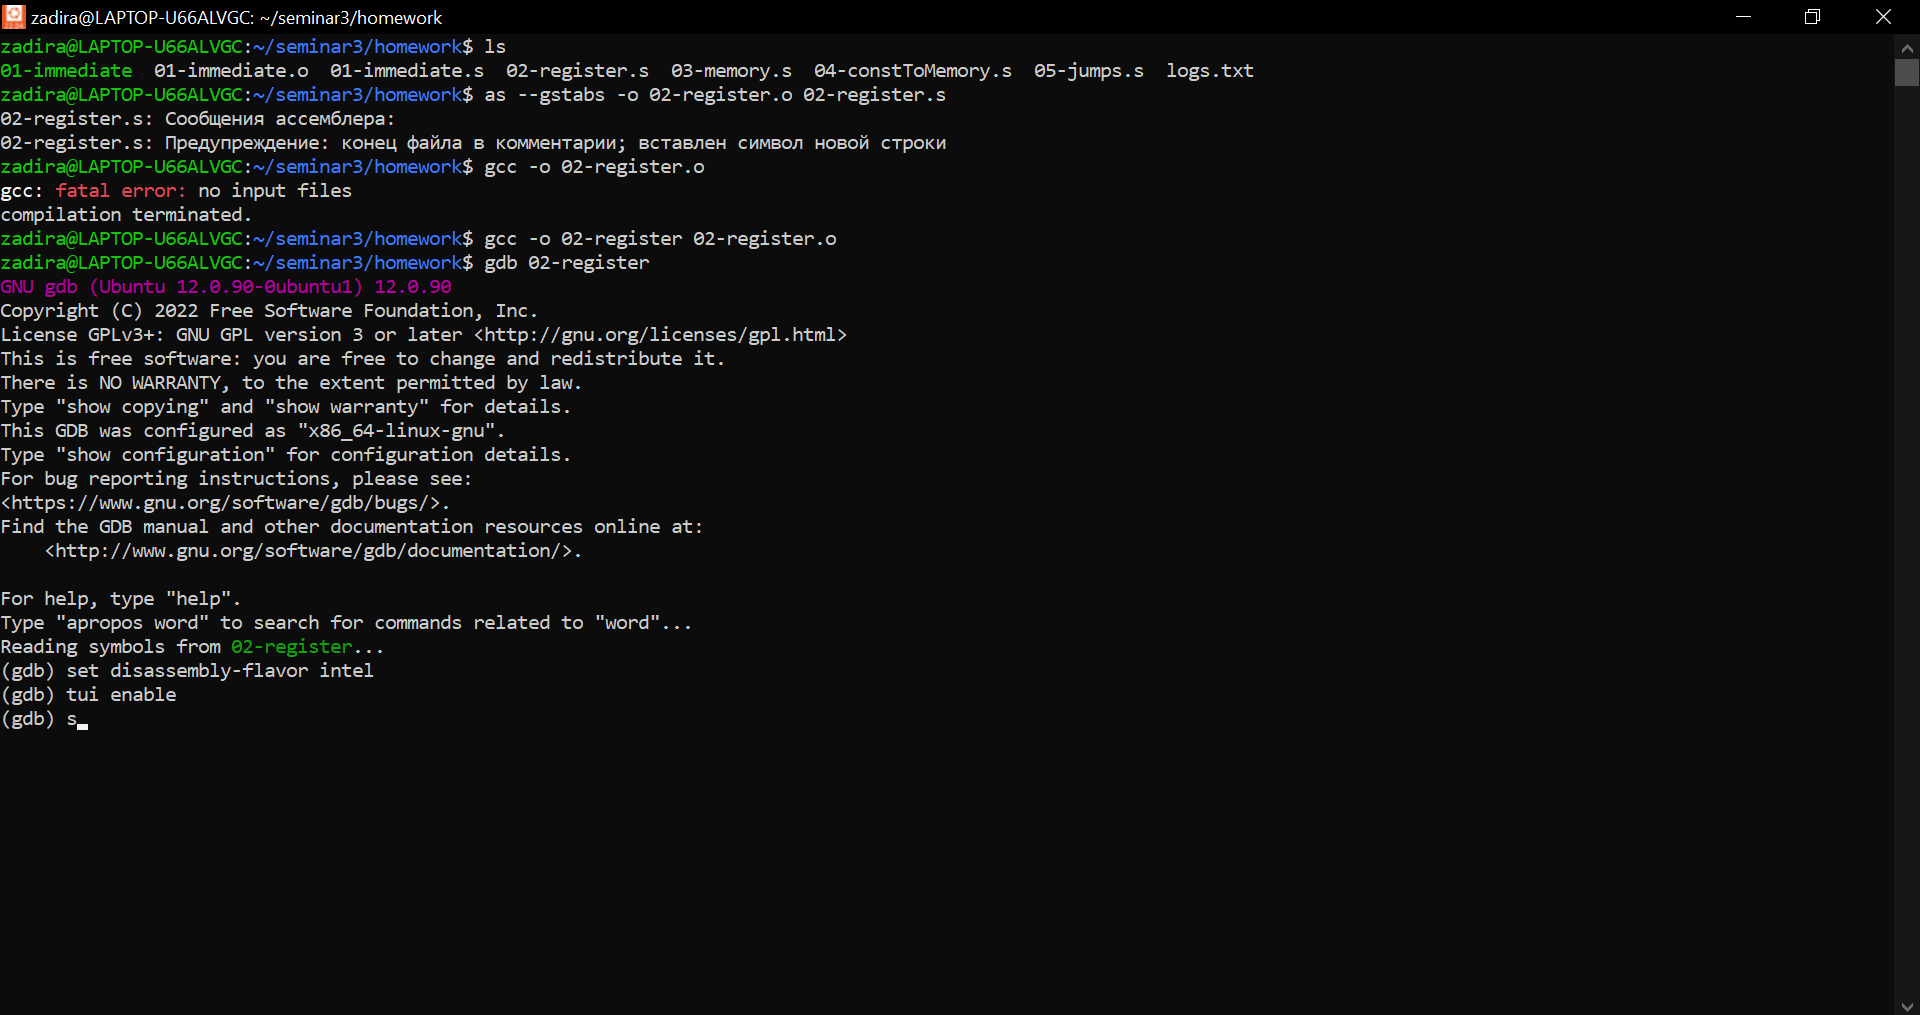 zadira@LAPTOP-U66ALVGC: ~/seminar3/homework
zadira@LAPTOP-U66ALVGC:~/seminar3/homework$ ls
01-immediate  01-immediate.o  01-immediate.s  02-register.s  03-memory.s  04-constToMemory.s  05-jumps.s  logs.txt
zadira@LAPTOP-U66ALVGC:~/seminar3/homework$ as --gstabs -o 02-register.o 02-register.s
02-register.s: Сообщения ассемблера:
02-register.s: Предупреждение: конец файла в комментарии; вставлен символ новой строки
zadira@LAPTOP-U66ALVGC:~/seminar3/homework$ gcc -o 02-register.o
gcc: fatal error: no input files
compilation terminated.
zadira@LAPTOP-U66ALVGC:~/seminar3/homework$ gcc -o 02-register 02-register.o
zadira@LAPTOP-U66ALVGC:~/seminar3/homework$ gdb 02-register
GNU gdb (Ubuntu 12.0.90-0ubuntu1) 12.0.90
Copyright (C) 2022 Free Software Foundation, Inc.
License GPLv3+: GNU GPL version 3 or later <http://gnu.org/licenses/gpl.html>
This is free software: you are free to change and redistribute it.
There is NO WARRANTY, to the extent permitted by law.
Type "show copying" and "show warranty" for details.
This GDB was configured as "x86_64-linux-gnu".
Type "show configuration" for configuration details.
For bug reporting instructions, please see:
<https://www.gnu.org/software/gdb/bugs/>.
Find the GDB manual and other documentation resources online at:
    <http://www.gnu.org/software/gdb/documentation/>.
For help, type "help".
Type "apropos word" to search for commands related to "word"...
Reading symbols from 02-register...
(gdb) set disassembly-flavor intel
(gdb) tui enable
(gdb) s